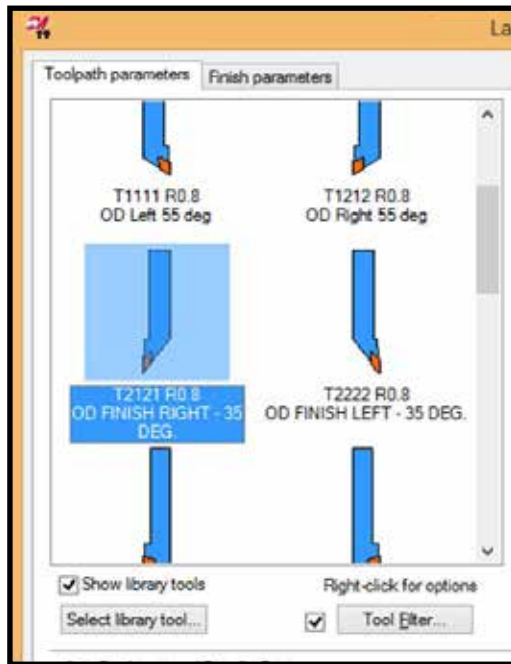 T9
La
Toolpath parameters
Finish parameters
T1111 R0.8
OD Left 55 deg
T1212 R0.8
OD Right 55 deg
T2121 R0.8
OD FINISH RIGHT - 35
DEG.
T2222 R0.8
OD FINISH LEFT - 35 DEG.
Show library tools
Right-click for options
Select library tool...
Tool Filter...